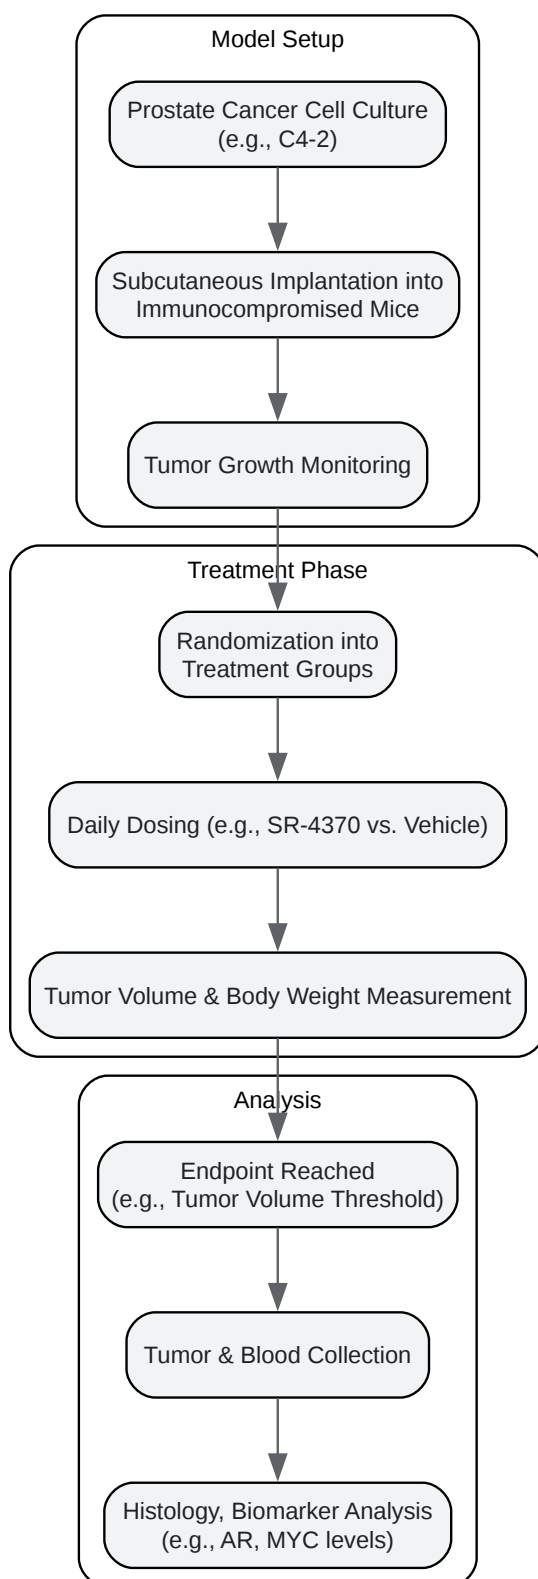 Model Setup
Prostate Cancer Cell Culture
(e.g., C4-2)
Subcutaneous Implantation into
Immunocompromised Mice
Tumor Growth Monitoring
Treatment Phase
Randomization into
Treatment Groups
Daily Dosing (e.g., SR-4370 vs. Vehicle)
Tumor Volume & Body Weight Measurement
Analysis
Endpoint Reached
(e.g., Tumor Volume Threshold)
Tumor & Blood Collection
Histology, Biomarker Analysis
(e.g., AR, MYC levels)